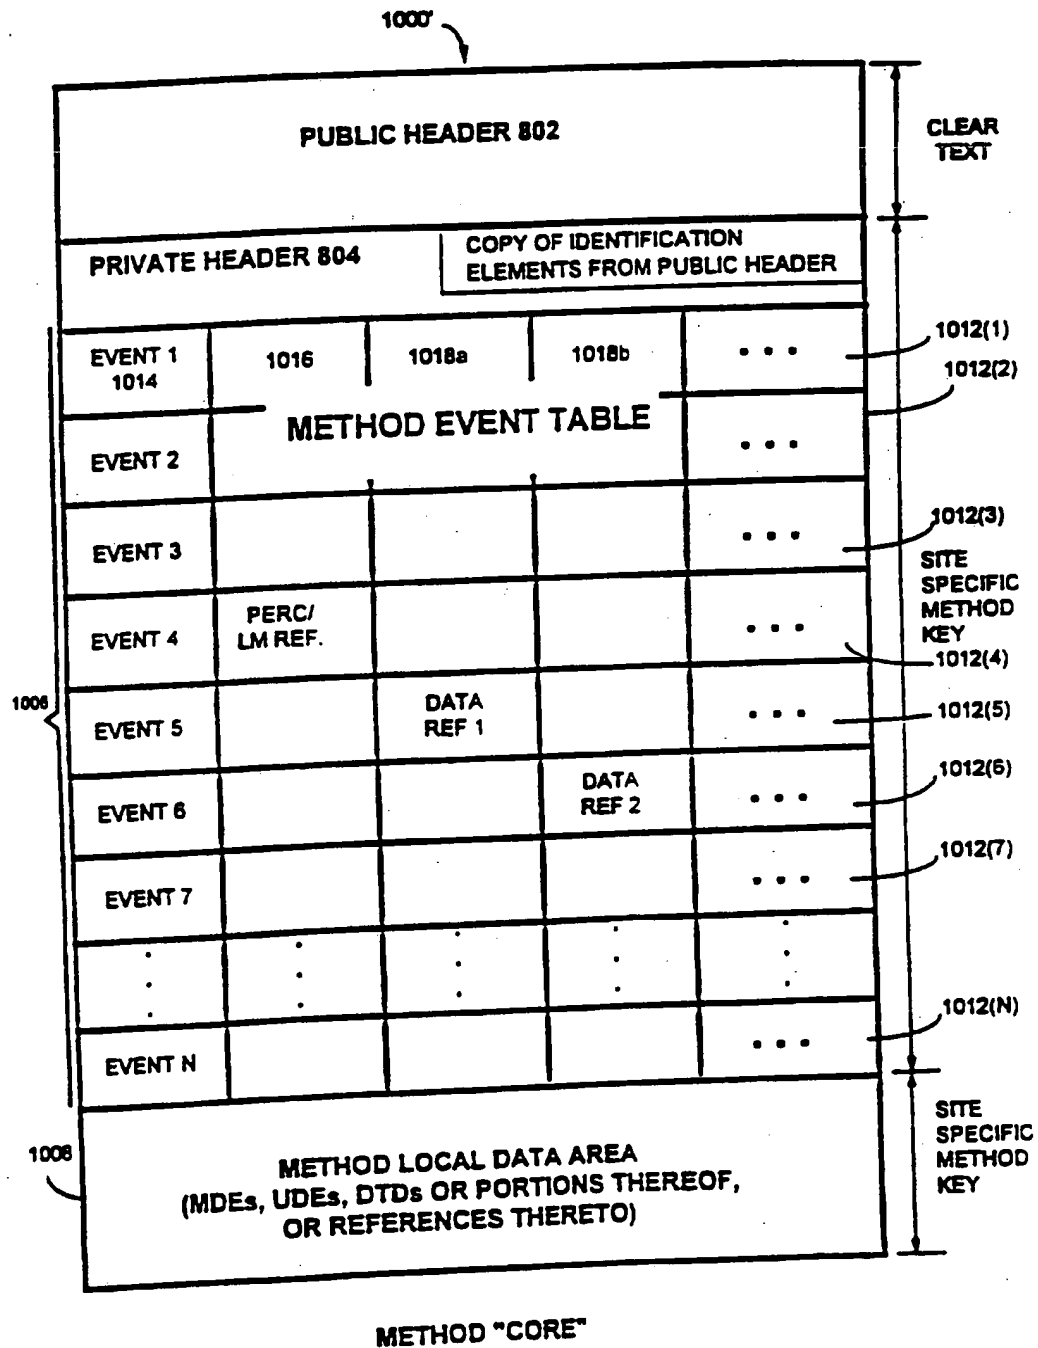 1000'
PUBLIC HEADER 802
CLEAR
TEXT
PRIVATE HEADER 804
COPY OF IDENTIFICATION
ELEMENTS FROM PUBLIC HEADER
EVENT 1
1014
1016
1018a
1018b
• • •
1012(1)
1012(2)
METHOD EVENT TABLE
EVENT 2
• • •
EVENT 3
• • •
1012(3)
SITE
SPECIFIC
METHOD
KEY
EVENT 4
PERC/
LM REF.
• • •
1012(4)
1006
EVENT 5
DATA
REF 1
• • •
1012(5)
EVENT 6
DATA
REF 2
• • •
1012(6)
EVENT 7
• • •
1012(7)
EVENT N
• • •
1012(N)
1008
METHOD LOCAL DATA AREA
(MDEs, UDEs, DTDs OR PORTIONS THEREOF,
OR REFERENCES THERETO)
SITE
SPECIFIC
METHOD
KEY
METHOD "CORE"